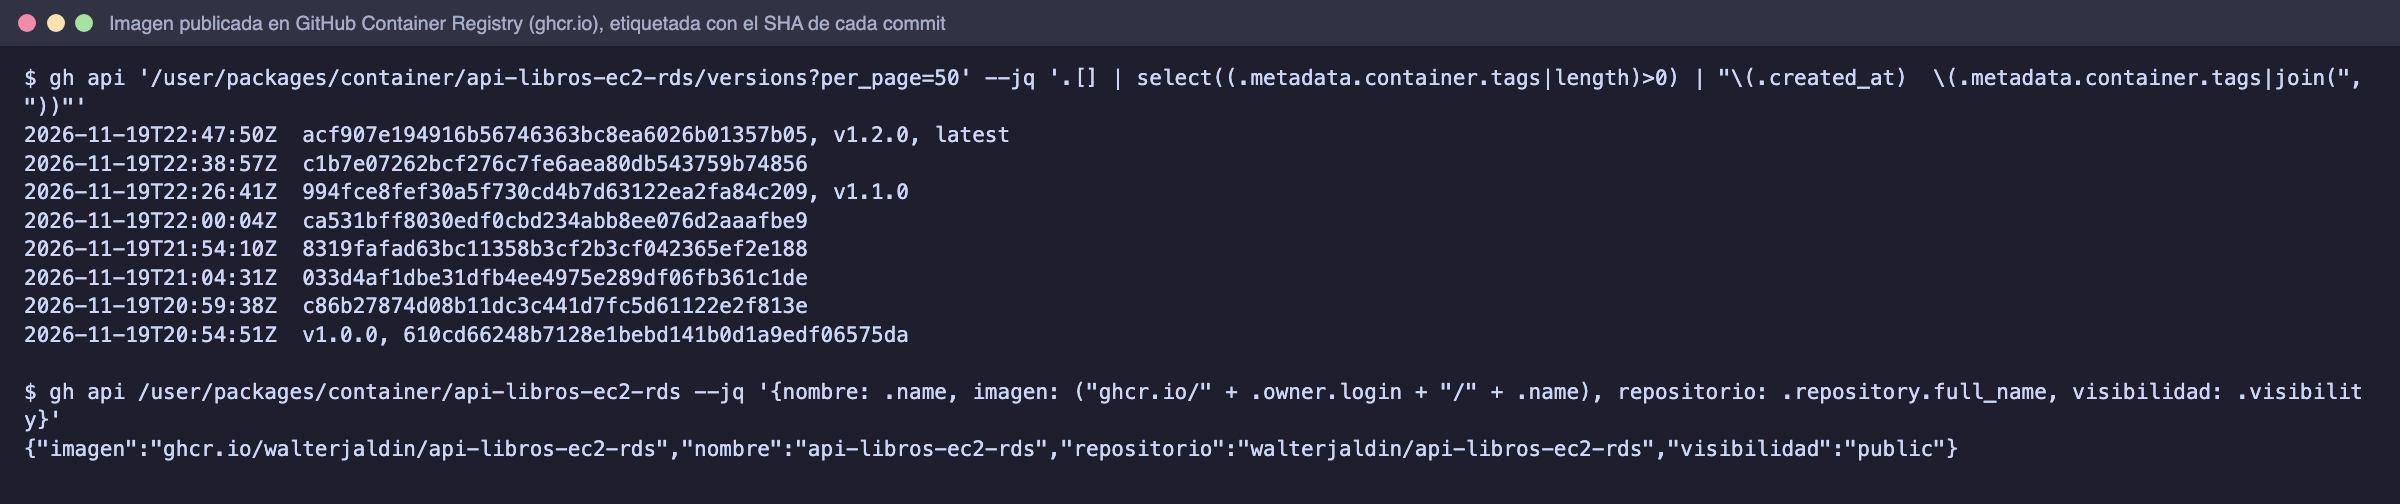 Imagen publicada en GitHub Container Registry (ghcr.io), etiquetada con el SHA de cada commit
$ gh api '/user/packages/container/api-libros-ec2-rds/versions?per_page=50' --jq '.[] | select((.metadata.container.tags|length)>0) | "\(.created_at)  \(.metadata.container.tags|join(",
"))"'
2026-11-19T22:47:50Z  acf907e194916b56746363bc8ea6026b01357b05, v1.2.0, latest
2026-11-19T22:38:57Z  c1b7e07262bcf276c7fe6aea80db543759b74856
2026-11-19T22:26:41Z  994fce8fef30a5f730cd4b7d63122ea2fa84c209, v1.1.0
2026-11-19T22:00:04Z  ca531bff8030edf0cbd234abb8ee076d2aaafbe9
2026-11-19T21:54:10Z  8319fafad63bc11358b3cf2b3cf042365ef2e188
2026-11-19T21:04:31Z  033d4af1dbe31dfb4ee4975e289df06fb361c1de
2026-11-19T20:59:38Z  c86b27874d08b11dc3c441d7fc5d61122e2f813e
2026-11-19T20:54:51Z  v1.0.0, 610cd66248b7128e1bebd141b0d1a9edf06575da
$ gh api /user/packages/container/api-libros-ec2-rds --jq '{nombre: .name, imagen: ("ghcr.io/" + .owner.login + "/" + .name), repositorio: .repository.full_name, visibilidad: .visibilit
y}'
{"imagen":"ghcr.io/walterjaldin/api-libros-ec2-rds","nombre":"api-libros-ec2-rds","repositorio":"walterjaldin/api-libros-ec2-rds","visibilidad":"public"}